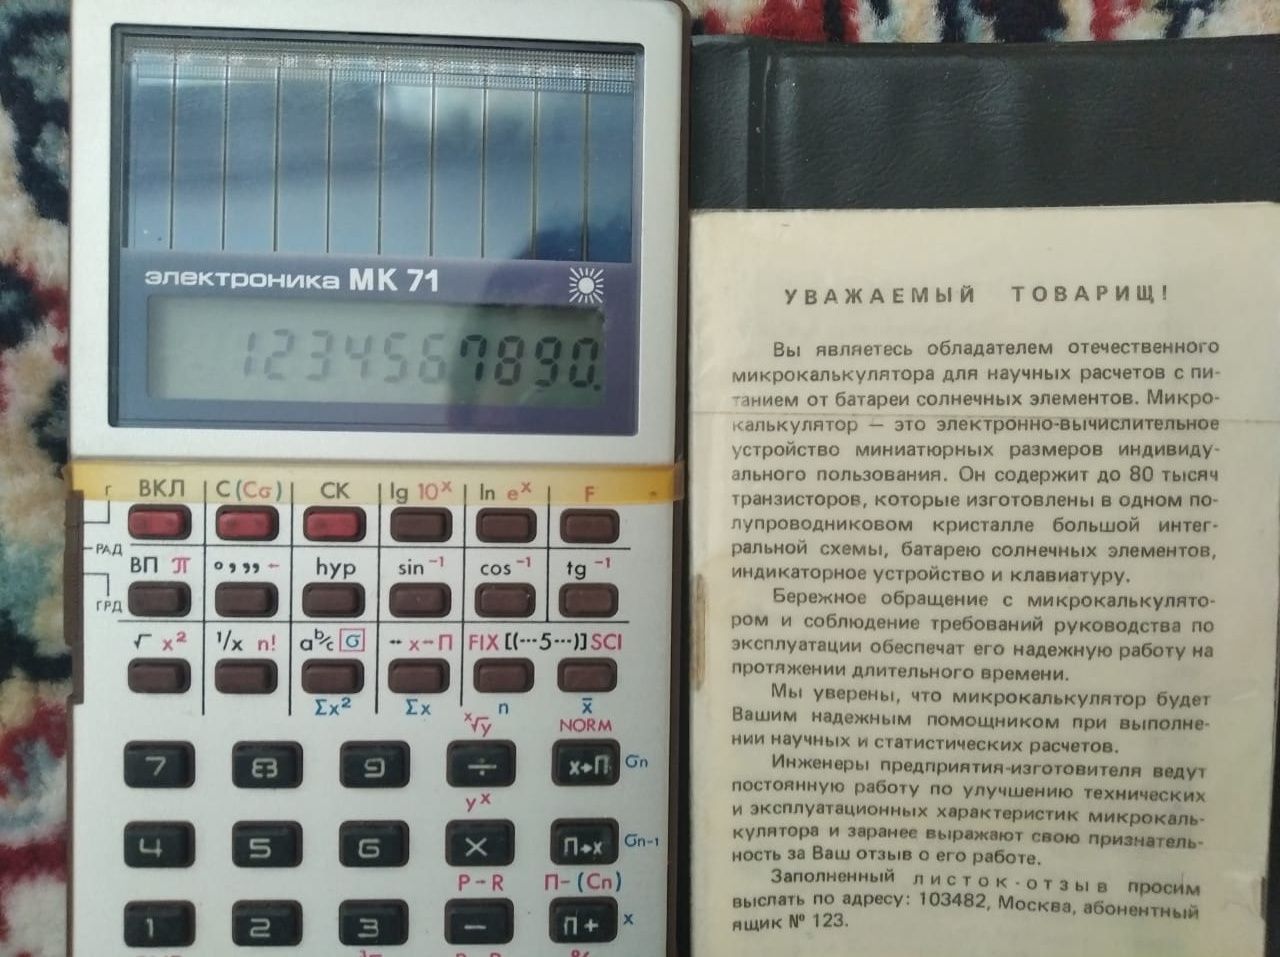 электроника МК 71
1234567890.
г ВКЛ С (Сσ) СК lg 10ˣ ln eˣ F
РАД
ВП π °,,, ← hyp sin⁻¹ cos⁻¹ tg⁻¹
ГРД
√ x² 1/x n! a b/c σ x↔П FIX [(---5---)] SCI
Σx² Σx n x̄
ˣ√y NORM
7 8 9 ÷ х→П σn
yˣ
4 5 6 × П→х σn-1
P→R П-(Сп)
1 2 3 − П+ x
УВАЖАЕМЫЙ ТОВАРИЩ!
Вы являетесь обладателем отечественного
микрокалькулятора для научных расчетов с пи-
танием от батареи солнечных элементов. Микро-
калькулятор — это электронно-вычислительное
устройство миниатюрных размеров индивиду-
ального пользования. Он содержит до 80 тысяч
транзисторов, которые изготовлены в одном по-
лупроводниковом кристалле большой интег-
ральной схемы, батарею солнечных элементов,
индикаторное устройство и клавиатуру.
Бережное обращение с микрокалькулято-
ром и соблюдение требований руководства по
эксплуатации обеспечат его надежную работу на
протяжении длительного времени.
Мы уверены, что микрокалькулятор будет
Вашим надежным помощником при выполне-
нии научных и статистических расчетов.
Инженеры предприятия-изготовителя ведут
постоянную работу по улучшению технических
и эксплуатационных характеристик микрокаль-
кулятора и заранее выражают свою признатель-
ность за Ваш отзыв о его работе.
Заполненный листок-отзыв просим
выслать по адресу: 103482, Москва, абонентный
ящик № 123.